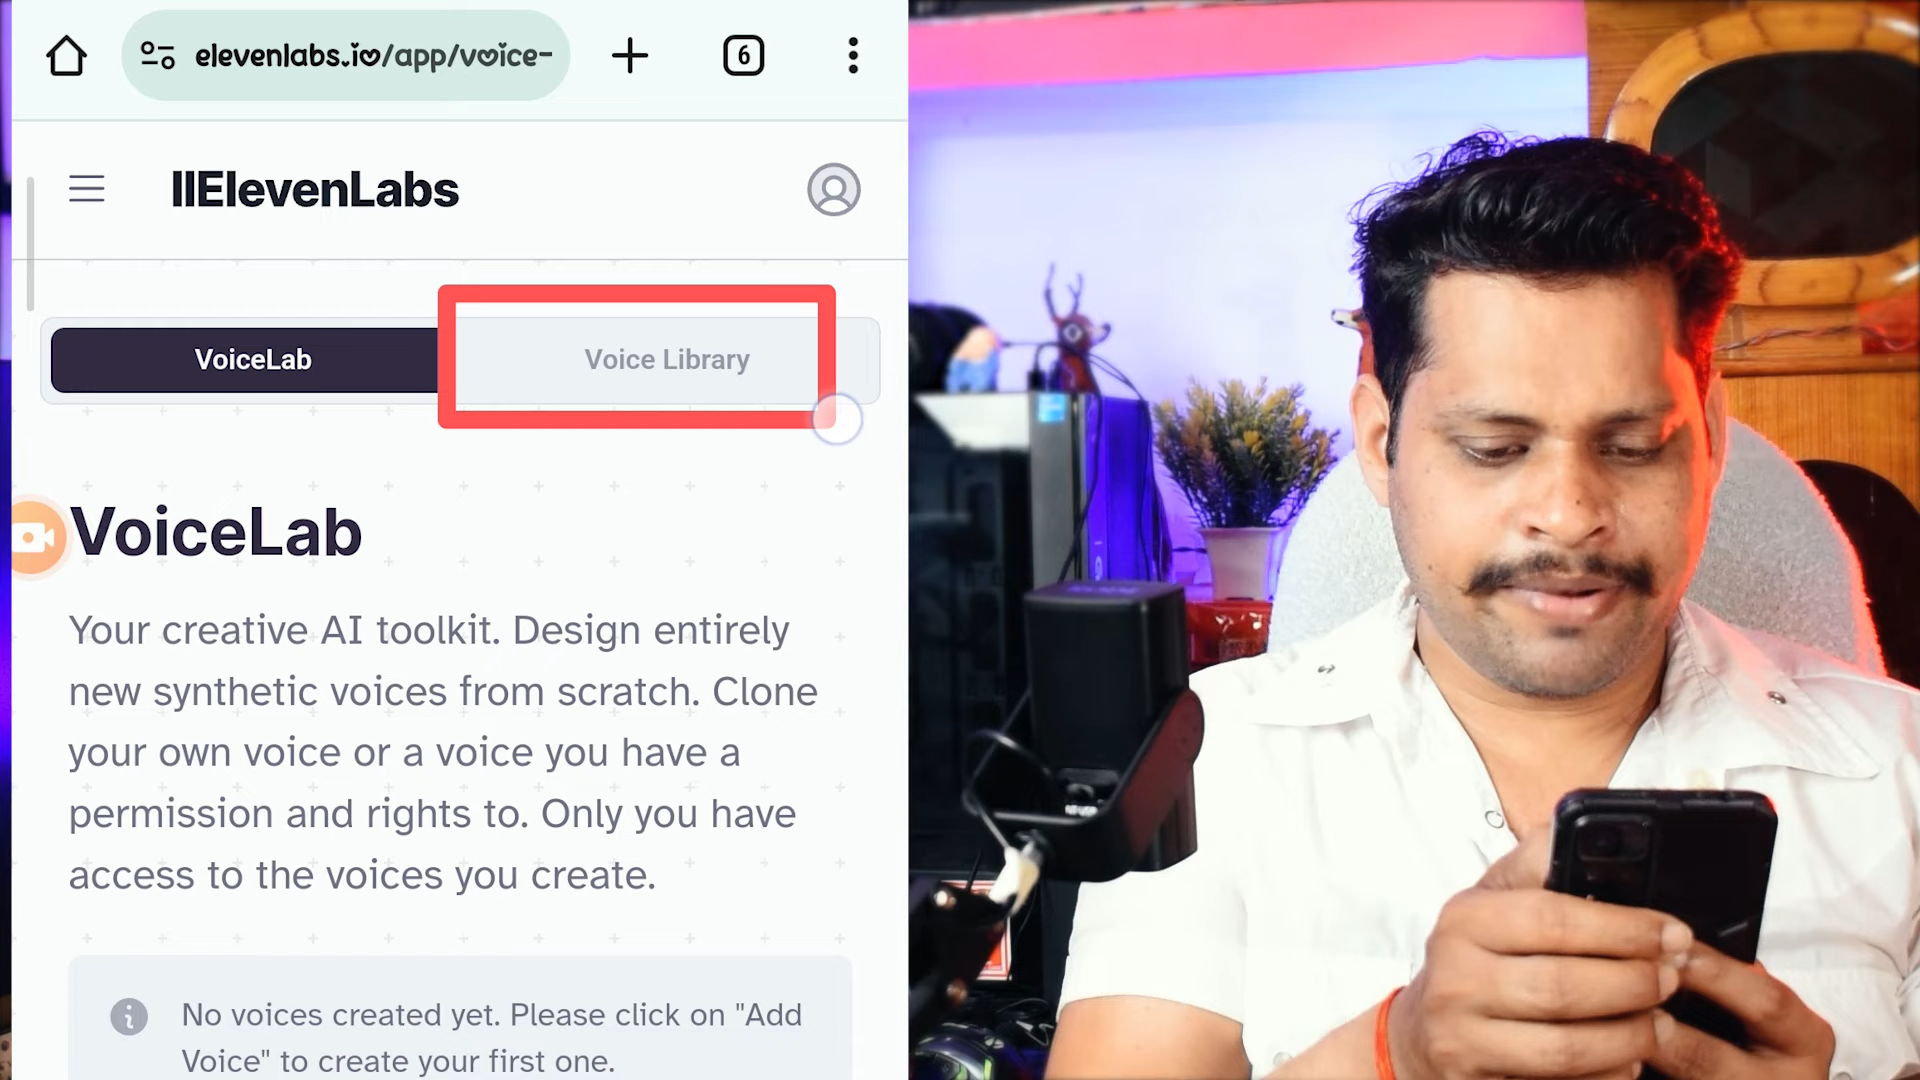 elevenlabs.io/app/voice-
6
IIElevenLabs
VoiceLab
Voice Library
VoiceLab
Your creative AI toolkit. Design entirely
new synthetic voices from scratch. Clone
your own voice or a voice you have a
permission and rights to. Only you have
access to the voices you create.
No voices created yet. Please click on "Add
Voice" to create your first one.